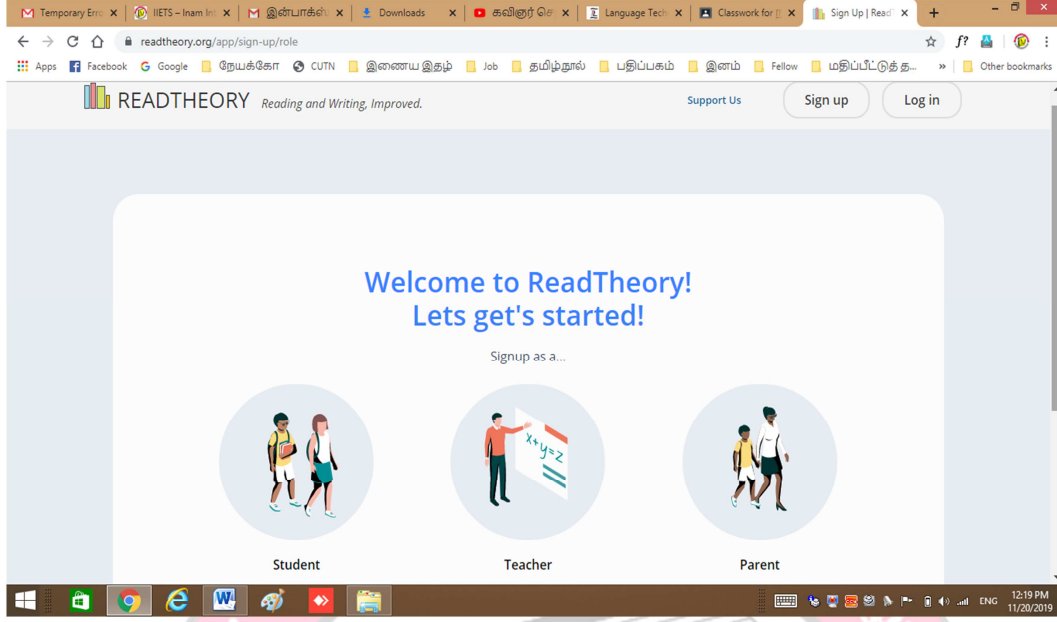 Temporary Erro
IIETS – Inam Int
இன்பாக்ஸ்
Downloads
கவிஞர் செ
Language Tech
Classwork for
Sign Up | Read
readtheory.org/app/sign-up/role
Apps Facebook Google நேயக்கோ CUTN இணைய இதழ் Job தமிழ்நூல் பதிப்பகம் இனம் Fellow மதிப்பீட்டுத் த... » Other bookmarks
READTHEORY Reading and Writing, Improved. Support Us Sign up Log in
Welcome to ReadTheory!
Lets get's started!
Signup as a...
x+y=z
Student Teacher Parent
ENG 12:19 PM
11/20/2019